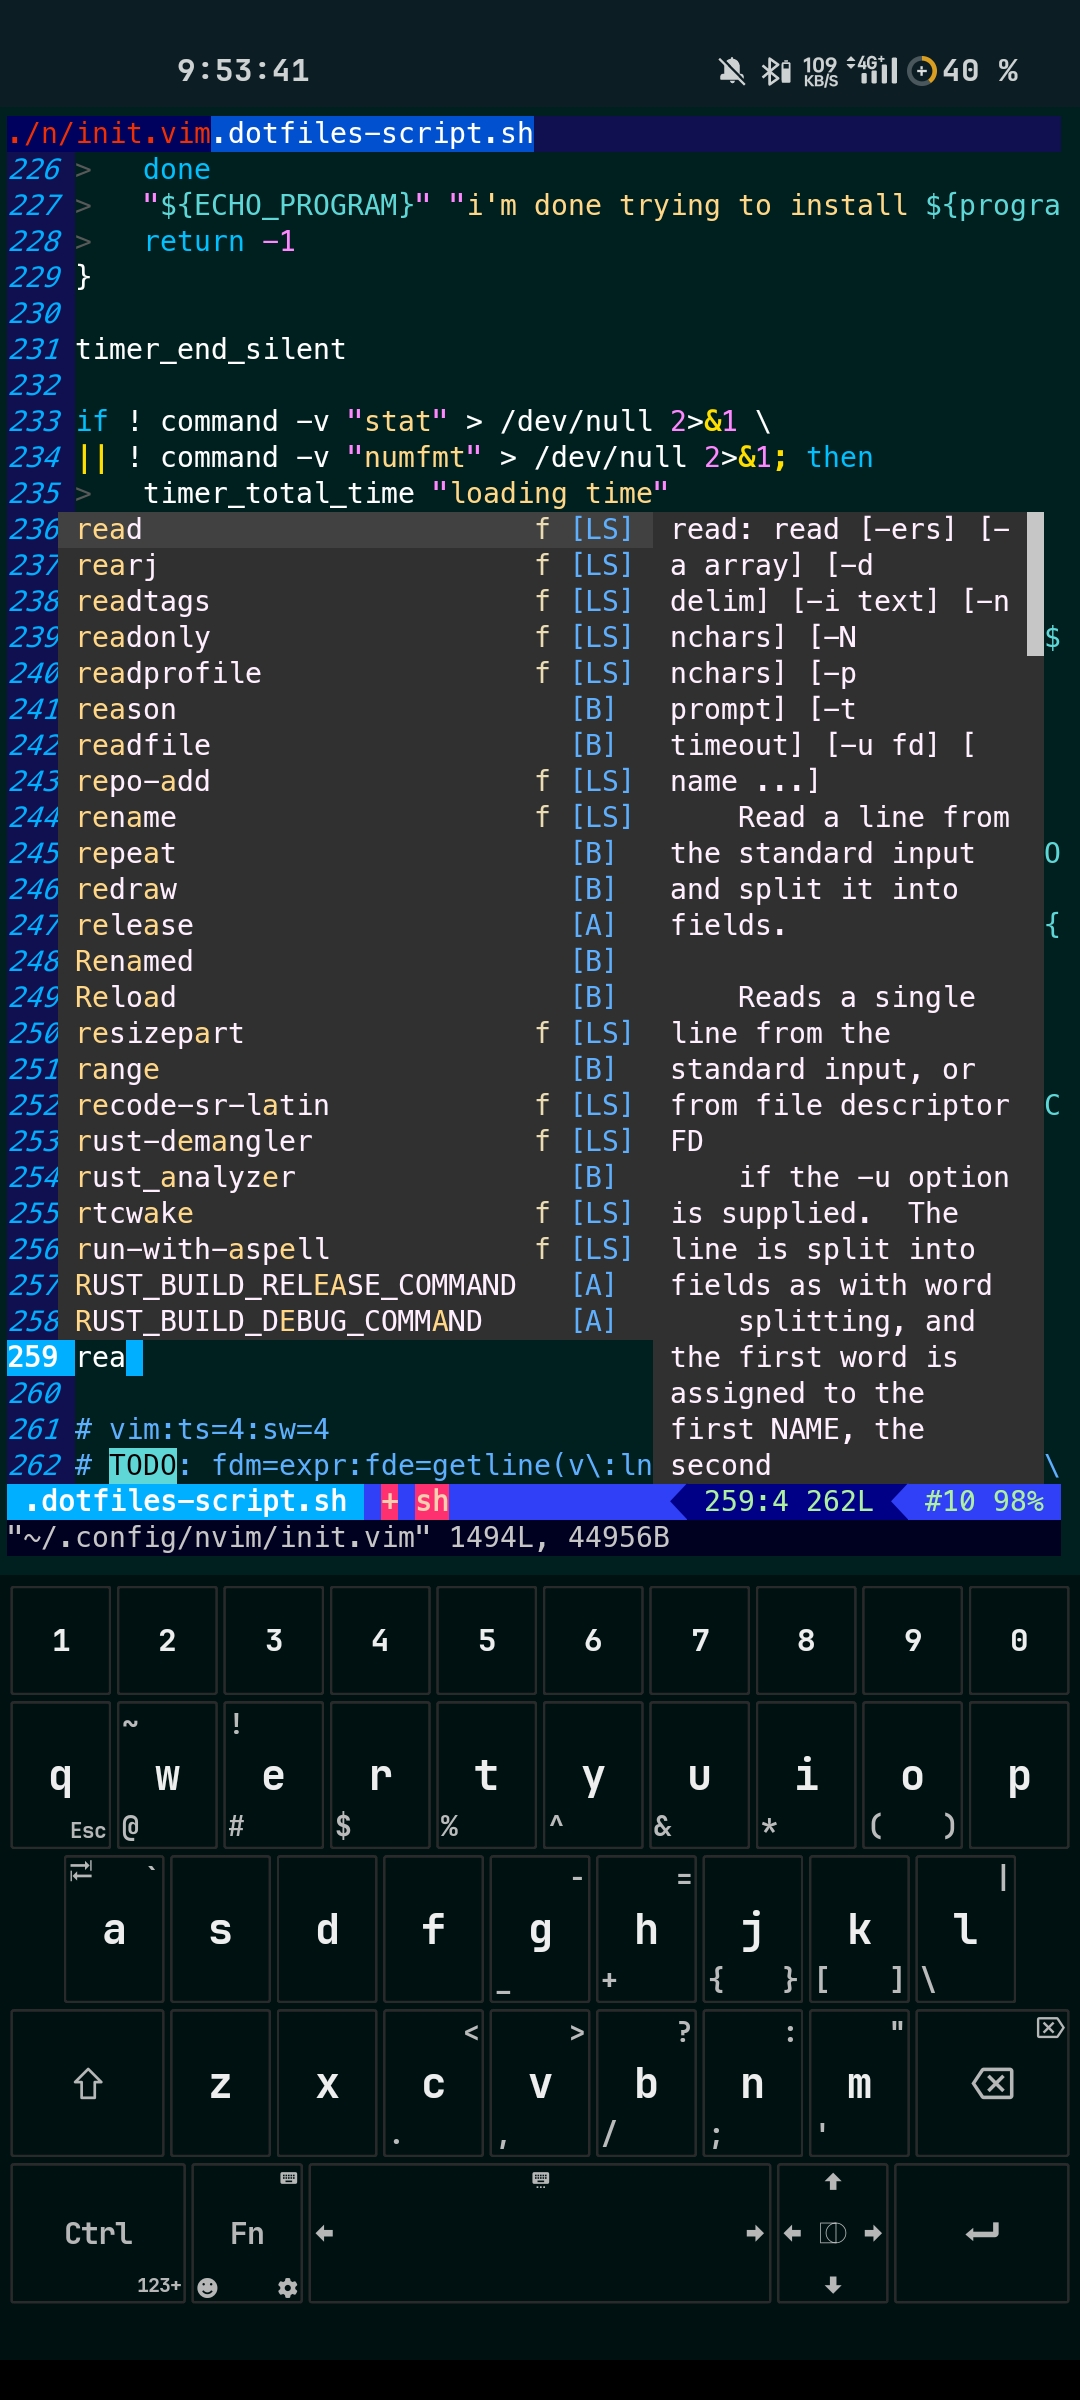 9:53:41 109 KB/S 4G+ 40 %
./n/init.vim.dotfiles-script.sh
226 > done
227 > "${ECHO_PROGRAM}" "i'm done trying to install ${progra
228 > return -1
229 }
230
231 timer_end_silent
232
233 if ! command -v "stat" > /dev/null 2>&1 \
234 || ! command -v "numfmt" > /dev/null 2>&1; then
235 > timer_total_time "loading time"
236 read f [LS] read: read [-ers] [-
237 rearj f [LS] a array] [-d
238 readtags f [LS] delim] [-i text] [-n
239 readonly f [LS] nchars] [-N $
240 readprofile f [LS] nchars] [-p
241 reason [B] prompt] [-t
242 readfile [B] timeout] [-u fd] [
243 repo-add f [LS] name ...]
244 rename f [LS] Read a line from
245 repeat [B] the standard input O
246 redraw [B] and split it into
247 release [A] fields. {
248 Renamed [B]
249 Reload [B] Reads a single
250 resizepart f [LS] line from the
251 range [B] standard input, or
252 recode-sr-latin f [LS] from file descriptor C
253 rust-demangler f [LS] FD
254 rust_analyzer [B] if the -u option
255 rtcwake f [LS] is supplied.  The
256 run-with-aspell f [LS] line is split into
257 RUST_BUILD_RELEASE_COMMAND [A] fields as with word
258 RUST_BUILD_DEBUG_COMMAND [A] splitting, and
259 rea the first word is
260 assigned to the
261 # vim:ts=4:sw=4 first NAME, the
262 # TODO: fdm=expr:fde=getline(v\:ln second \
.dotfiles-script.sh + sh 259:4 262L #10 98%
"~/.config/nvim/init.vim" 1494L, 44956B
1 2 3 4 5 6 7 8 9 0
~ !
q w e r t y u i o p
Esc @ # $ % ^ & * ( )
` - = |
a s d f g h j k l
_ + { } [ ] \
< > ? : "
z x c v b n m
. , / ; '
Ctrl Fn
123+